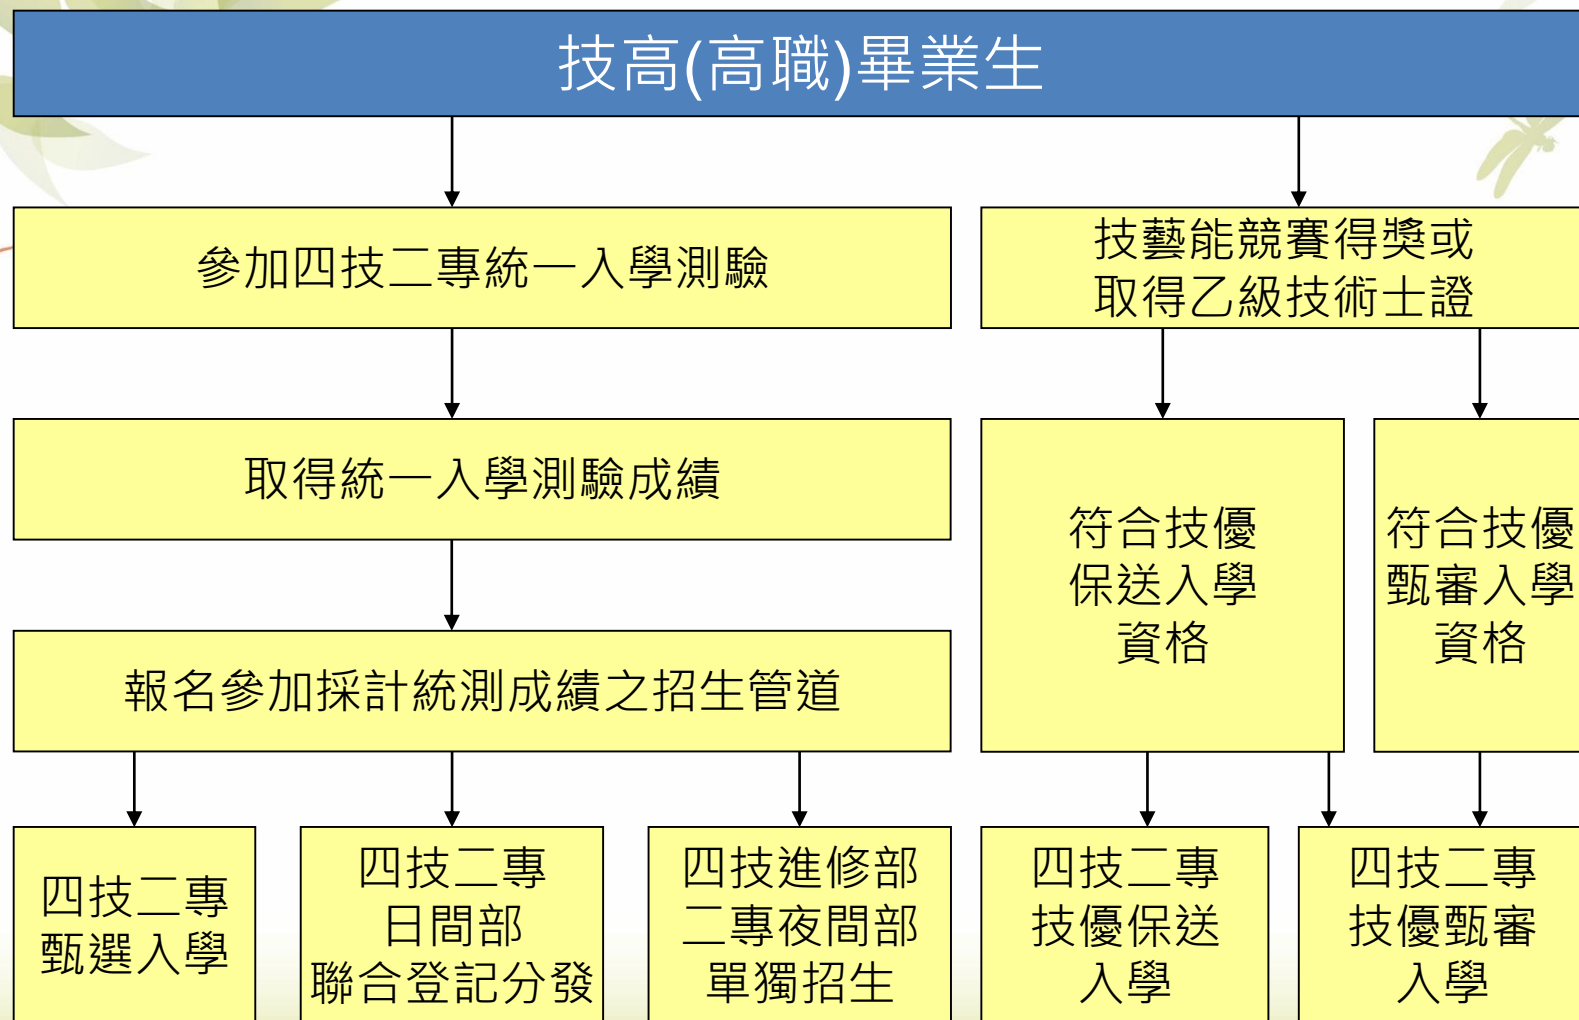 技高(高職)畢業生
參加四技二專統一入學測驗
技藝能競賽得獎或
取得乙級技術士證
取得統一入學測驗成績
符合技優
保送入學
資格
符合技優
甄審入學
資格
報名參加採計統測成績之招生管道
四技二專
甄選入學
四技二專
日間部
聯合登記分發
四技進修部
二專夜間部
單獨招生
四技二專
技優保送
入學
四技二專
技優甄審
入學